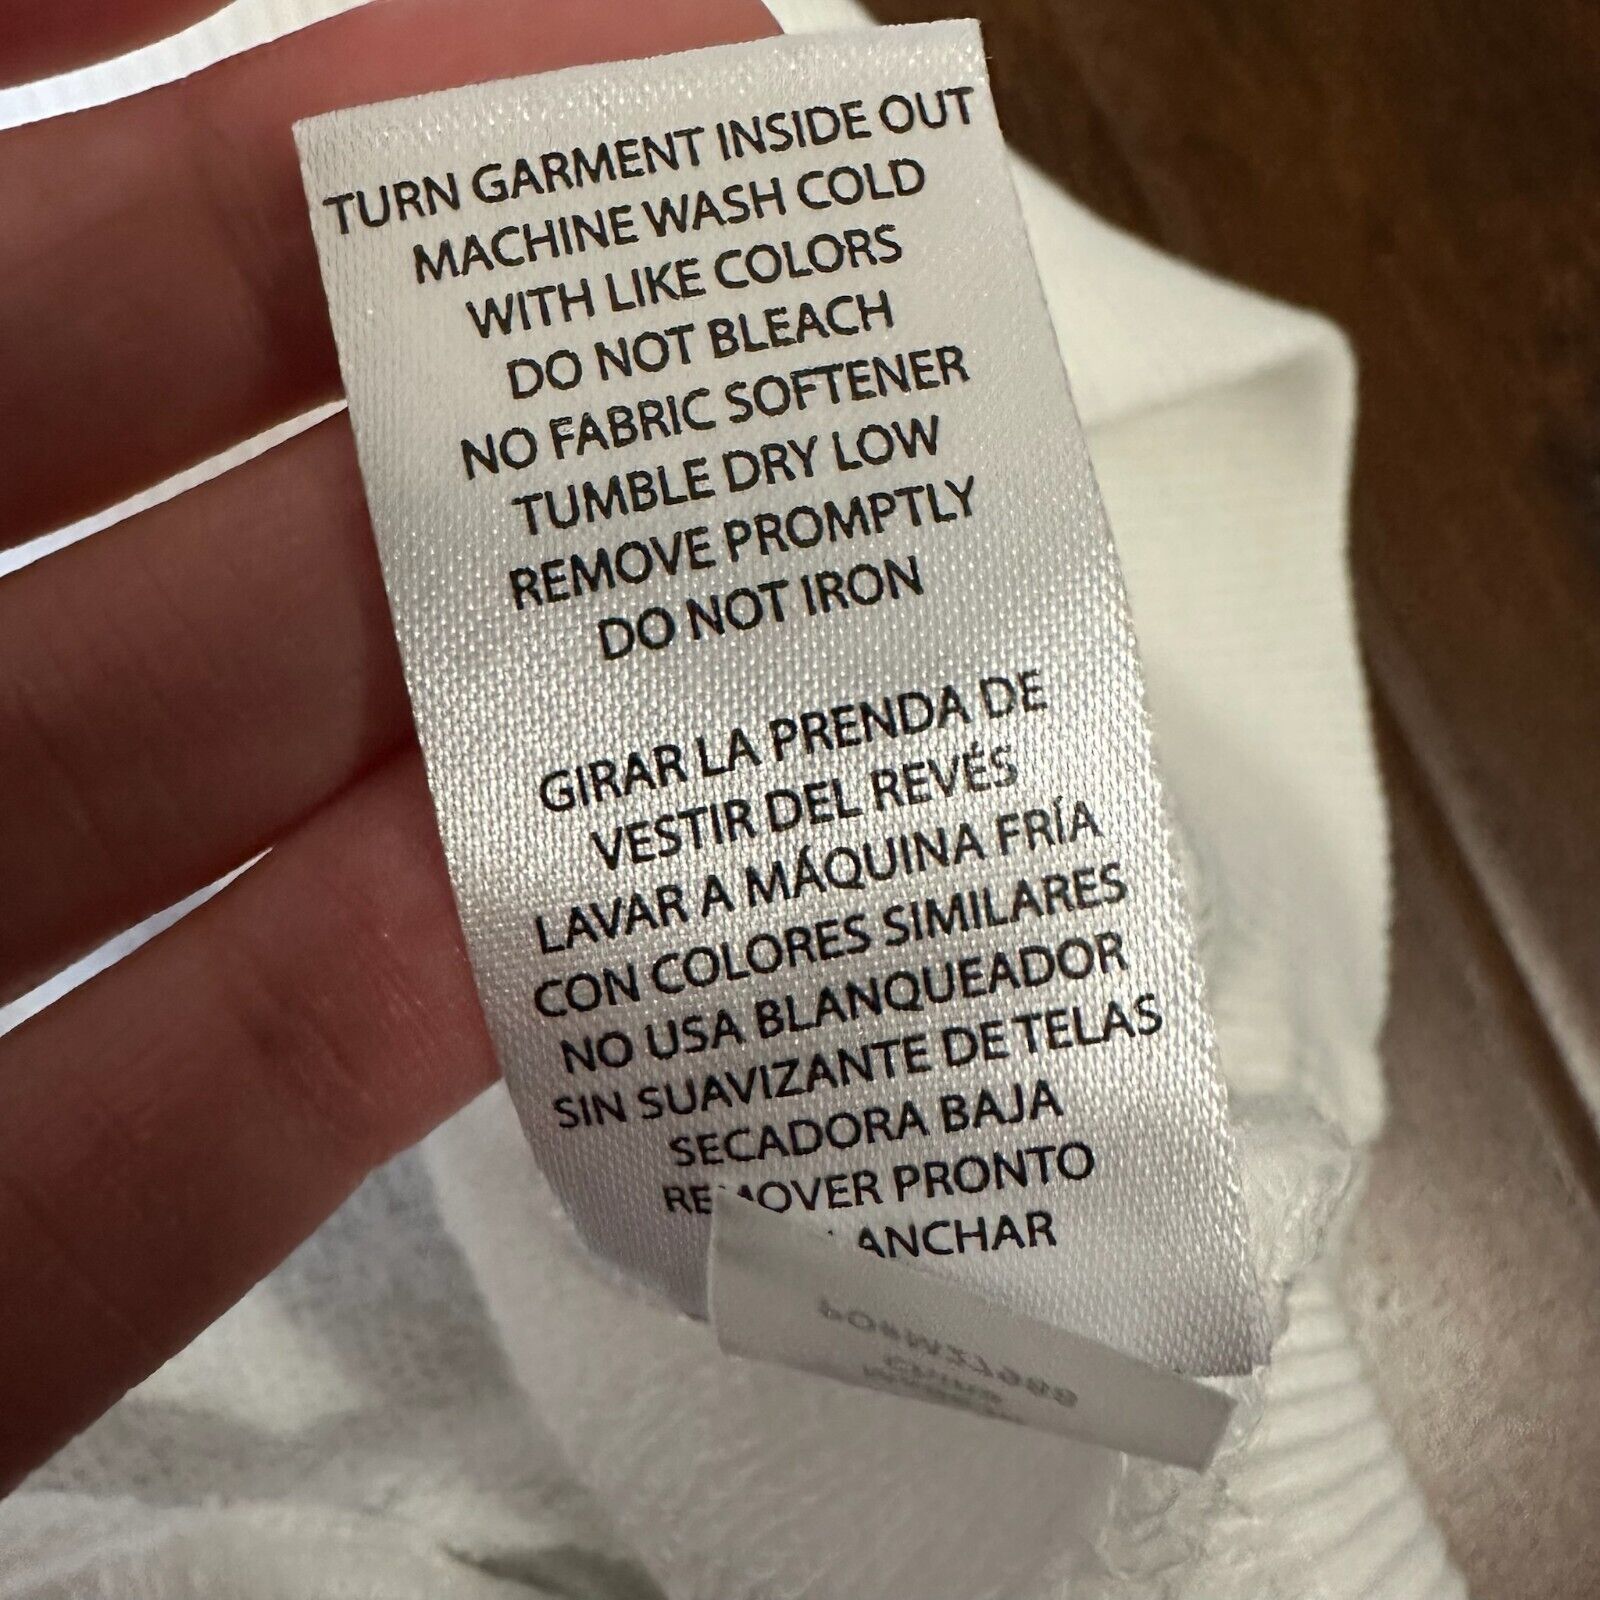 TURN GARMENT INSIDE OUT
MACHINE WASH COLD
WITH LIKE COLORS
DO NOT BLEACH
NO FABRIC SOFTENER
TUMBLE DRY LOW
REMOVE PROMPTLY
DO NOT IRON
GIRAR LA PRENDA DE
VESTIR DEL REVÉS
LAVAR A MÁQUINA FRÍA
CON COLORES SIMILARES
NO USA BLANQUEADOR
SIN SUAVIZANTE DE TELAS
SECADORA BAJA
REMOVER PRONTO